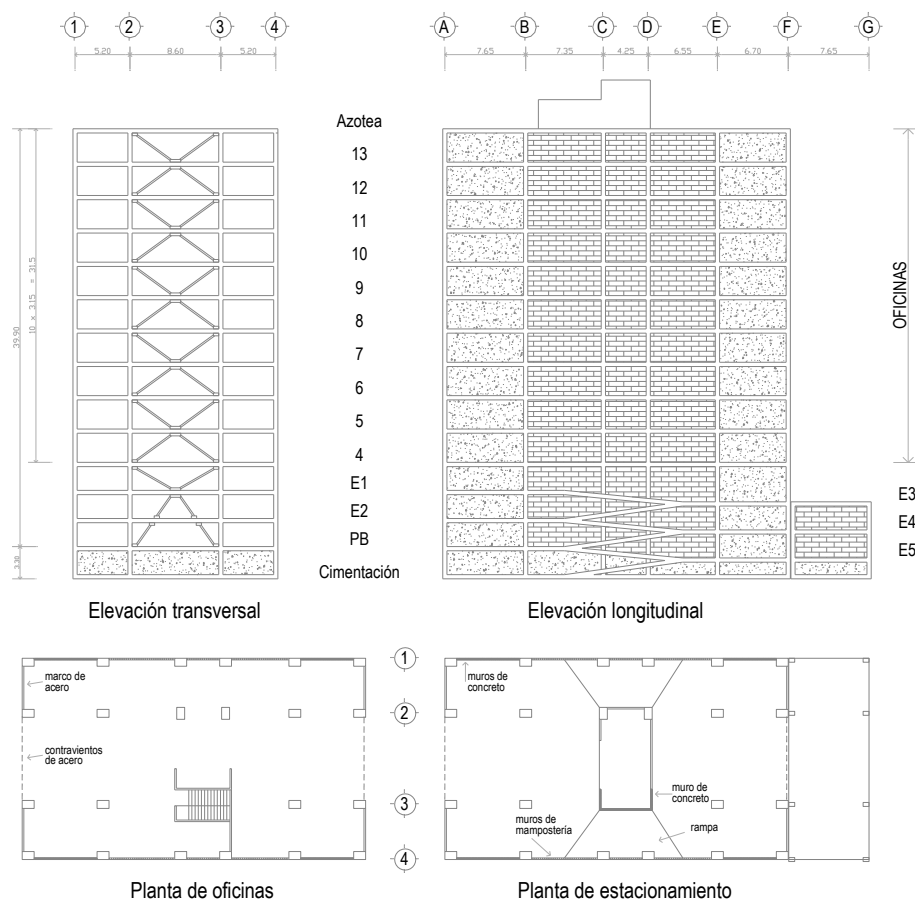 1 2 3 4 A B C D E F G
5.20 8.60 5.20 7.65 7.35 4.25 6.55 6.70 7.65
Azotea
13
12
11
10
9
8
7
6
5
4
E1
E2
PB
Cimentación
39.90
10 x 3.15 = 31.5
3.30
OFICINAS
E3
E4
E5
Elevación transversal
Elevación longitudinal
marco de
acero
contravientos
de acero
1
2
3
4
muros de
concreto
muro de
concreto
muros de
mampostería
rampa
Planta de oficinas
Planta de estacionamiento